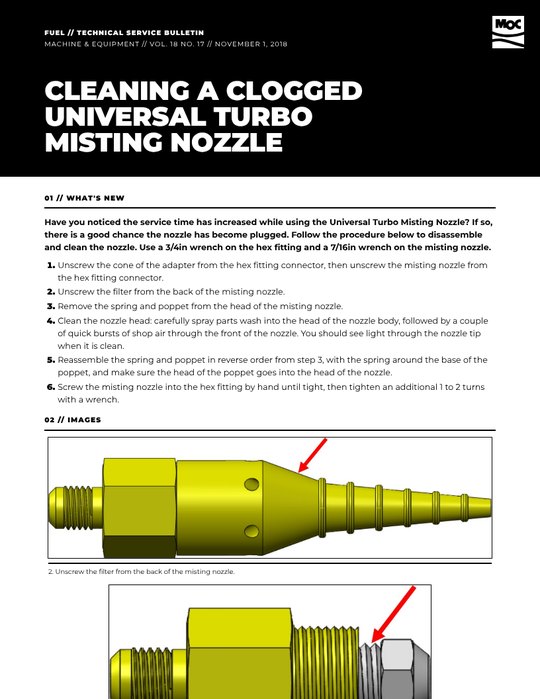 FUEL // TECHNICAL SERVICE BULLETIN
MACHINE & EQUIPMENT // VOL. 18 NO. 17 // NOVEMBER 1, 2018
MOC
CLEANING A CLOGGED
UNIVERSAL TURBO
MISTING NOZZLE
01 // WHAT'S NEW
Have you noticed the service time has increased while using the Universal Turbo Misting Nozzle? If so,
there is a good chance the nozzle has become plugged. Follow the procedure below to disassemble
and clean the nozzle. Use a 3/4in wrench on the hex fitting and a 7/16in wrench on the misting nozzle.
1. Unscrew the cone of the adapter from the hex fitting connector, then unscrew the misting nozzle from
the hex fitting connector.
2. Unscrew the filter from the back of the misting nozzle.
3. Remove the spring and poppet from the head of the misting nozzle.
4. Clean the nozzle head: carefully spray parts wash into the head of the nozzle body, followed by a couple
of quick bursts of shop air through the front of the nozzle. You should see light through the nozzle tip
when it is clean.
5. Reassemble the spring and poppet in reverse order from step 3, with the spring around the base of the
poppet, and make sure the head of the poppet goes into the head of the nozzle.
6. Screw the misting nozzle into the hex fitting by hand until tight, then tighten an additional 1 to 2 turns
with a wrench.
02 // IMAGES
2. Unscrew the filter from the back of the misting nozzle.